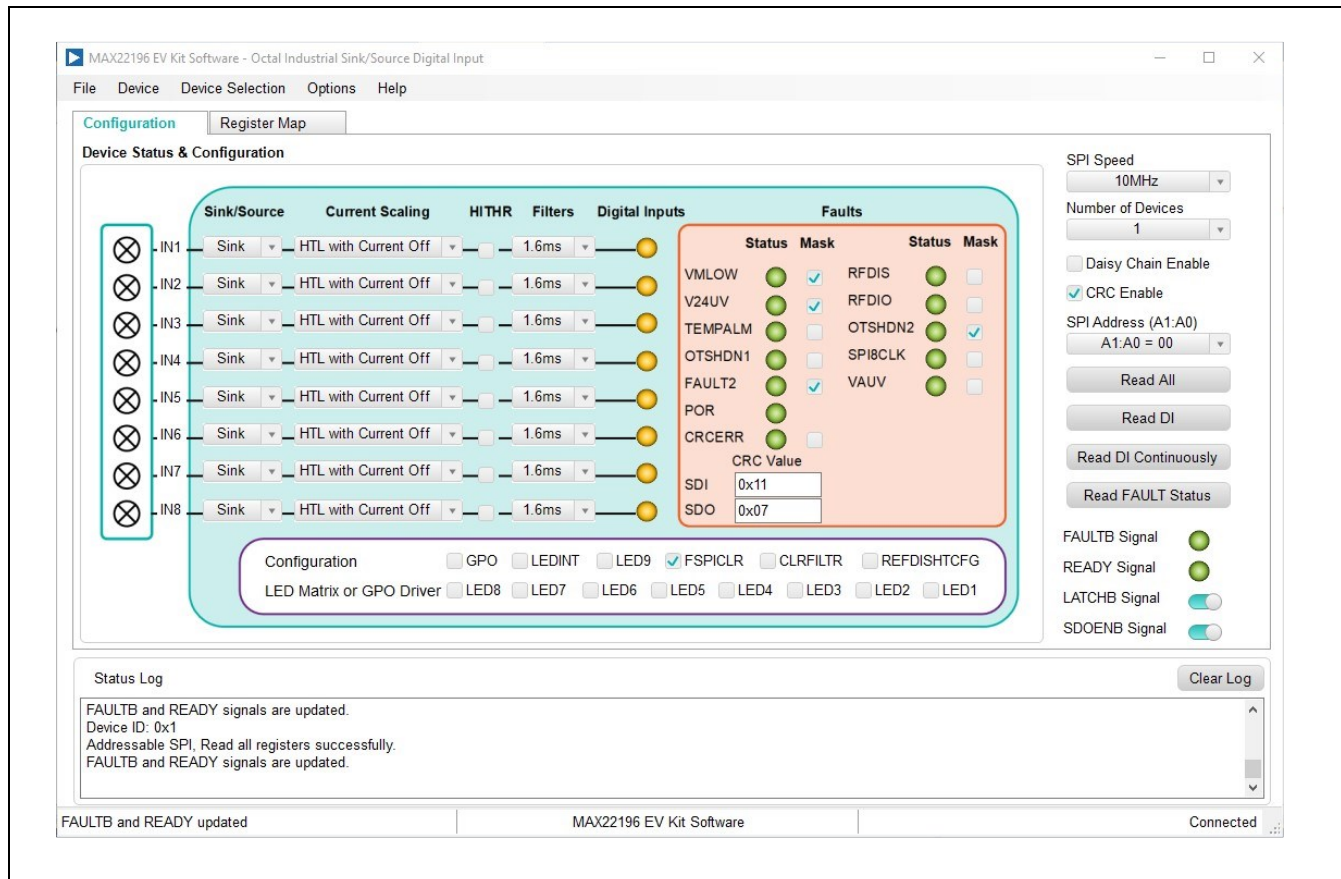 MAX22196 EV Kit Software - Octal Industrial Sink/Source Digital Input
File Device Device Selection Options Help
Configuration Register Map
Device Status & Configuration
Sink/Source Current Scaling HITHR Filters Digital Inputs Faults
Status Mask Status Mask
IN1 Sink HTL with Current Off 1.6ms
IN2 Sink HTL with Current Off 1.6ms
IN3 Sink HTL with Current Off 1.6ms
IN4 Sink HTL with Current Off 1.6ms
IN5 Sink HTL with Current Off 1.6ms
IN6 Sink HTL with Current Off 1.6ms
IN7 Sink HTL with Current Off 1.6ms
IN8 Sink HTL with Current Off 1.6ms
VMLOW RFDIS
V24UV RFDIO
TEMPALM OTSHDN2
OTSHDN1 SPI8CLK
FAULT2 VAUV
POR
CRCERR
CRC Value
SDI 0x11
SDO 0x07
Configuration GPO LEDINT LED9 FSPICLR CLRFILTR REFDISHTCFG
LED Matrix or GPO Driver LED8 LED7 LED6 LED5 LED4 LED3 LED2 LED1
SPI Speed
10MHz
Number of Devices
1
Daisy Chain Enable
CRC Enable
SPI Address (A1:A0)
A1:A0 = 00
Read All
Read DI
Read DI Continuously
Read FAULT Status
FAULTB Signal
READY Signal
LATCHB Signal
SDOENB Signal
Status Log Clear Log
FAULTB and READY signals are updated.
Device ID: 0x1
Addressable SPI, Read all registers successfully.
FAULTB and READY signals are updated.
FAULTB and READY updated MAX22196 EV Kit Software Connected